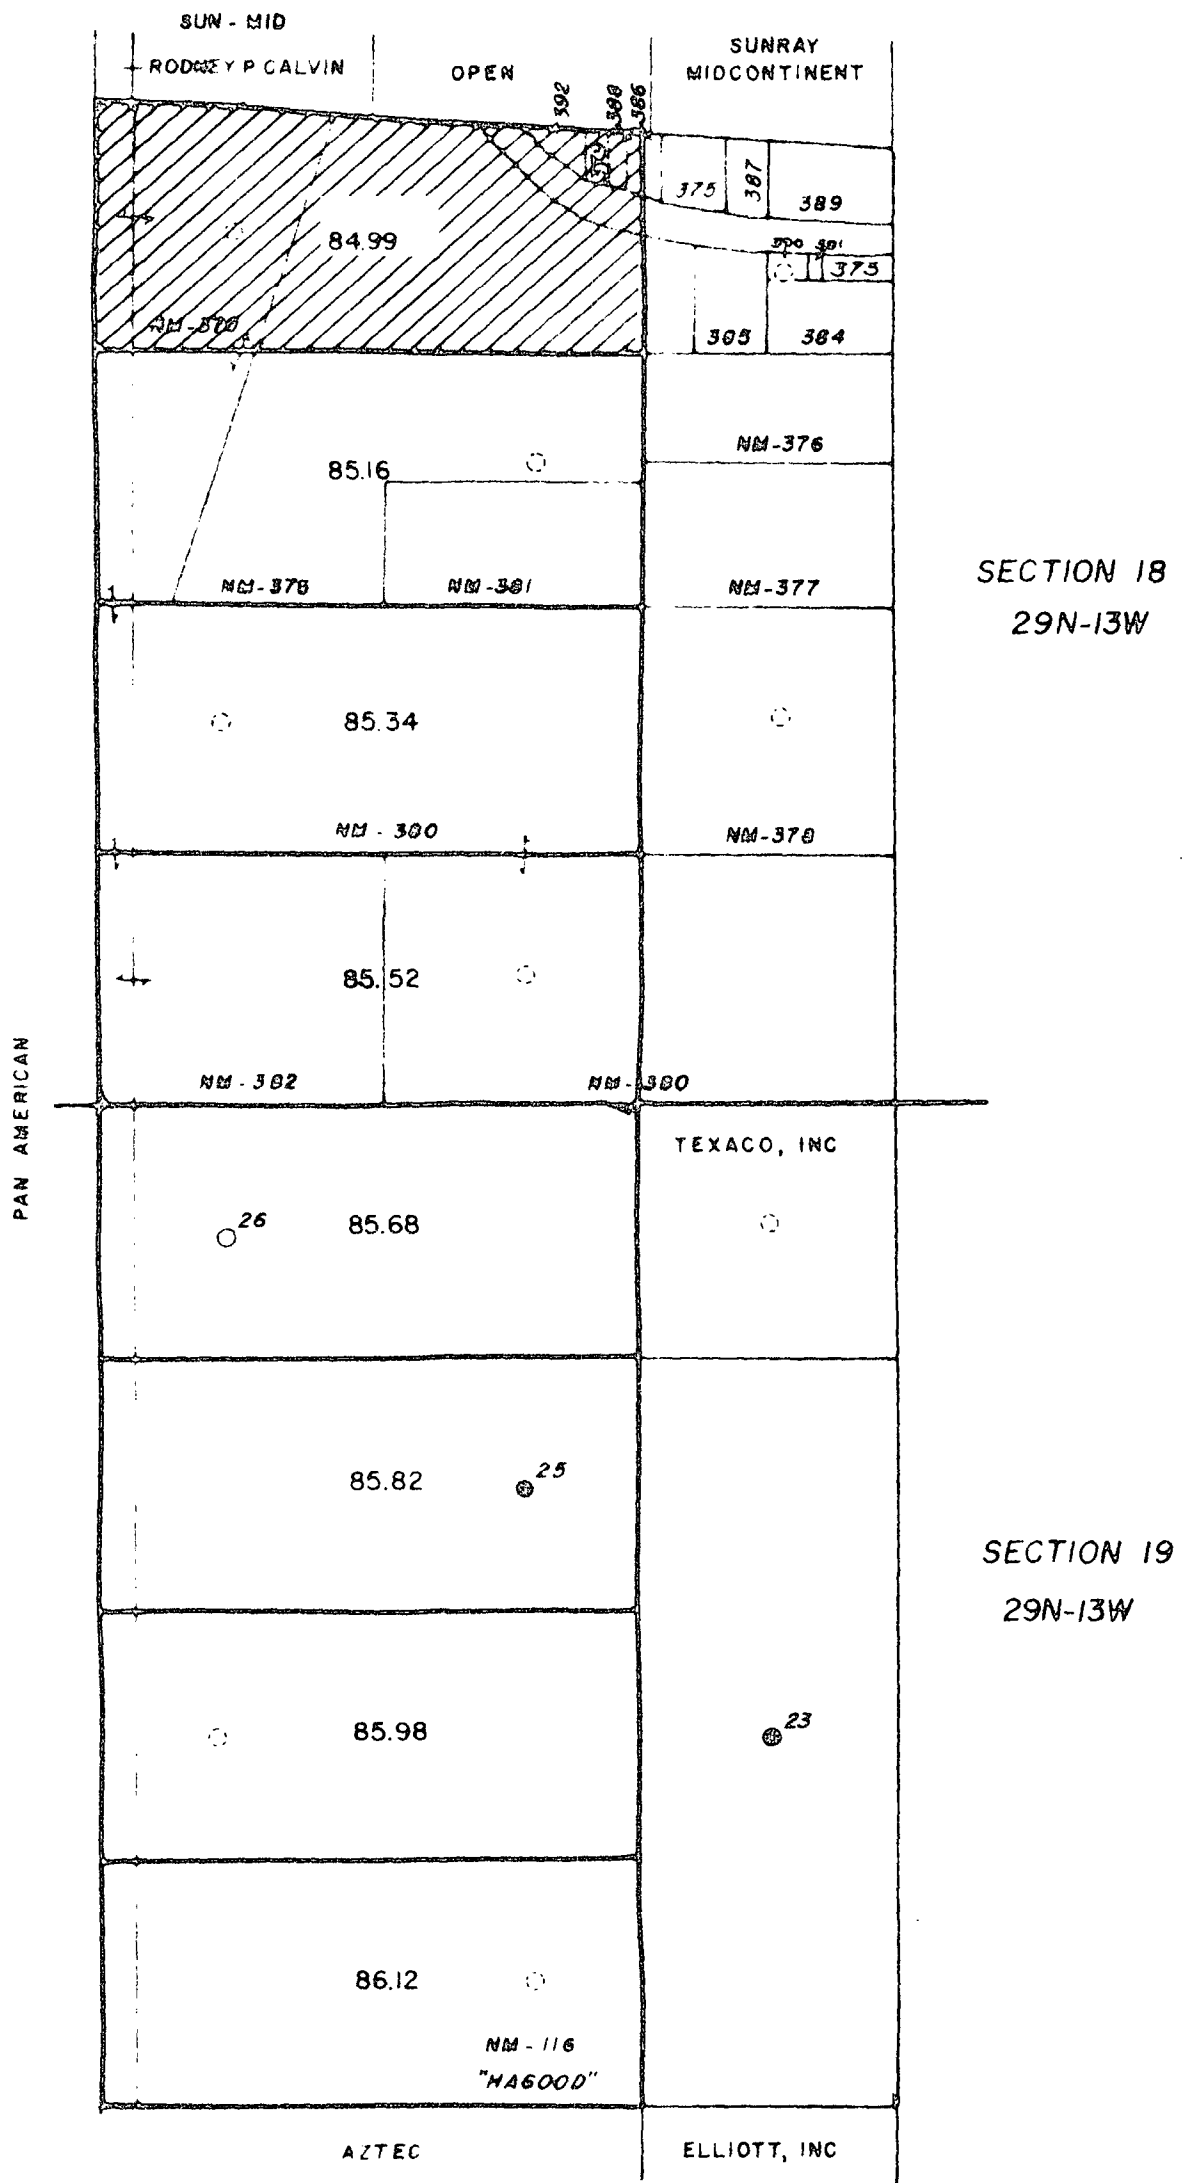 SUN - MID
RODNEY P CALVIN
OPEN
SUNRAY
MIDCONTINENT
392
388
386
379
375
387
389
84.99
390
391
375
385
384
85.16
NM-376
NM-378
NM-381
NM-377
SECTION 18
29N-13W
85.34
NM - 380
NM-378
85.52
NM - 382
NM-380
PAN AMERICAN
TEXACO, INC
26
85.68
85.82
25
SECTION 19
29N-13W
85.98
23
86.12
NM - 116
"HAGOOD"
AZTEC
ELLIOTT, INC